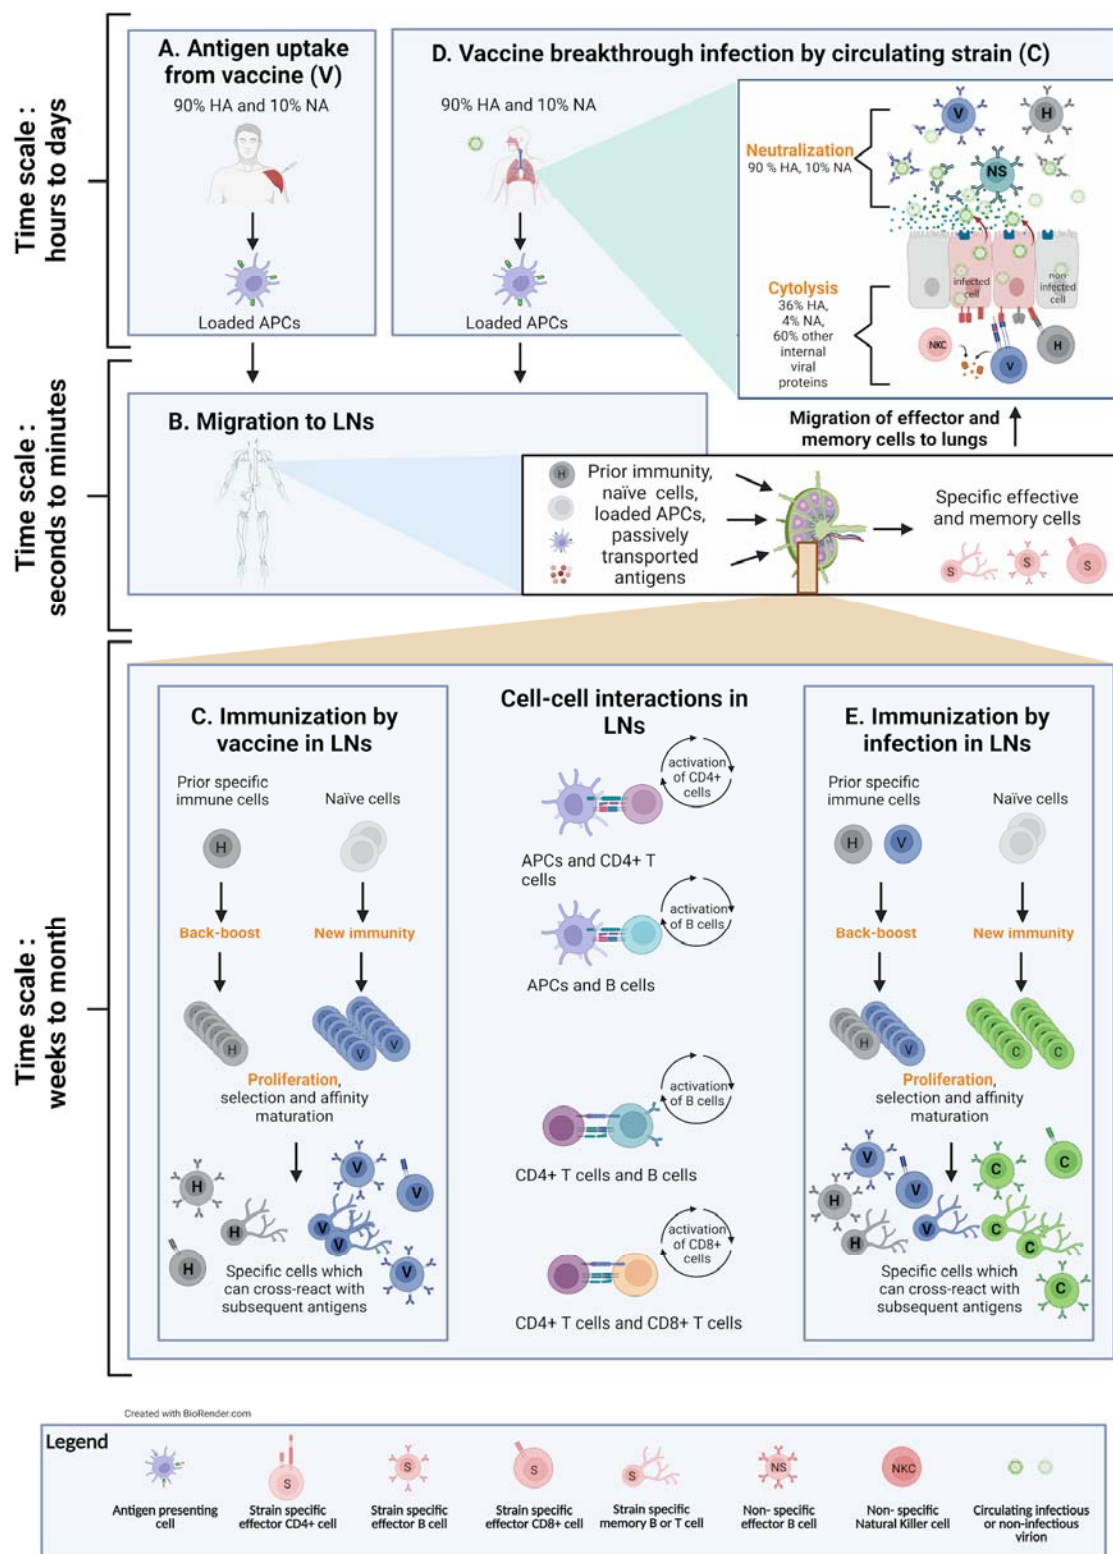 Time scale :
hours to days
A. Antigen uptake
from vaccine (V)
90% HA and 10% NA
Loaded APCs
D. Vaccine breakthrough infection by circulating strain (C)
90% HA and 10% NA
Loaded APCs
Neutralization
90 % HA, 10% NA
V
H
NS
infected
cell
non
infected
cell
Cytolysis
36% HA,
4% NA,
60% other
internal
viral
proteins
NKC
V
H
Time scale :
seconds to minutes
B. Migration to LNs
Migration of effector and
memory cells to lungs
H
Prior immunity,
naïve cells,
loaded APCs,
passively
transported
antigens
Specific effective
and memory cells
S
S
S
Time scale :
weeks to month
C. Immunization by
vaccine in LNs
Prior specific
immune cells
Naïve cells
H
Back-boost
New immunity
H
V
V
Proliferation,
selection and affinity
maturation
H
V
V
H
V
V
H
V
Specific cells which
can cross-react with
subsequent antigens
Cell-cell interactions in
LNs
activation
of CD4+
cells
APCs and CD4+ T
cells
activation
of B cells
APCs and B cells
activation
of B cells
CD4+ T cells and B cells
activation
of CD8+
cells
CD4+ T cells and CD8+ T cells
E. Immunization by
infection in LNs
Prior specific
immune cells
Naïve cells
H
V
Back-boost
New immunity
H
V
C
C
Proliferation,
selection and affinity
maturation
V
C
C
V
H
H
V
C
C
C
Specific cells which
can cross-react with
subsequent antigens
Created with BioRender.com
Legend
S
S
S
S
NS
NKC
Antigen presenting
cell
Strain specific
effector CD4+ cell
Strain specific
effector B cell
Strain specific
effector CD8+ cell
Strain specific
memory B or T cell
Non- specific
effector B cell
Non- specific
Natural Killer cell
Circulating infectious
or non-infectious
virion